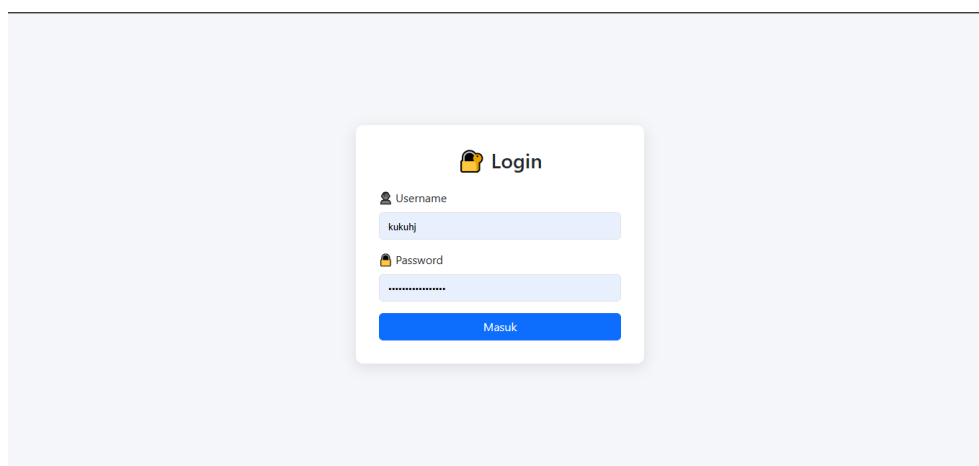 🔐 Login
👤 Username
kukuhj
🔒 Password
•••••••••••••••••
Masuk